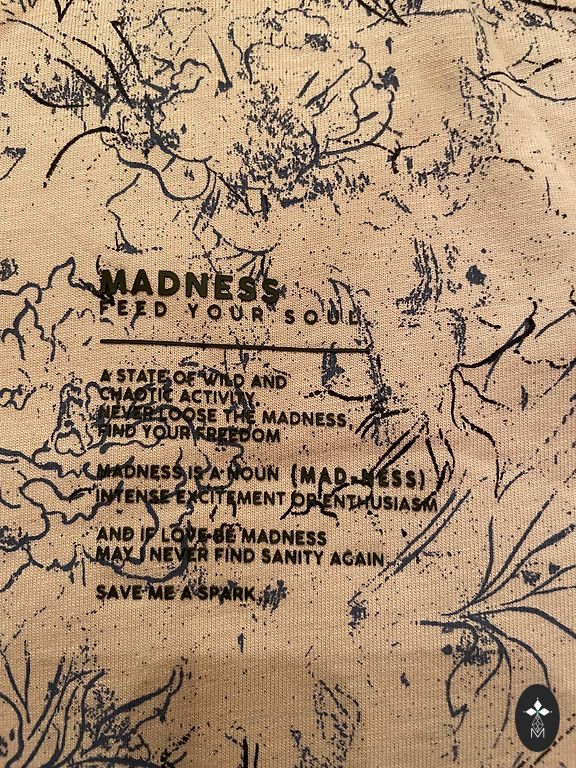 MADNESS
FEED YOUR SOUL
A STATE OF WILD AND
CHAOTIC ACTIVITY.
NEVER LOOSE THE MADNESS,
FIND YOUR FREEDOM
MADNESS IS A NOUN (MAD-NESS)
INTENSE EXCITEMENT OR ENTHUSIASM
AND IF LOVE BE MADNESS
MAY I NEVER FIND SANITY AGAIN.
SAVE ME A SPARK...
M